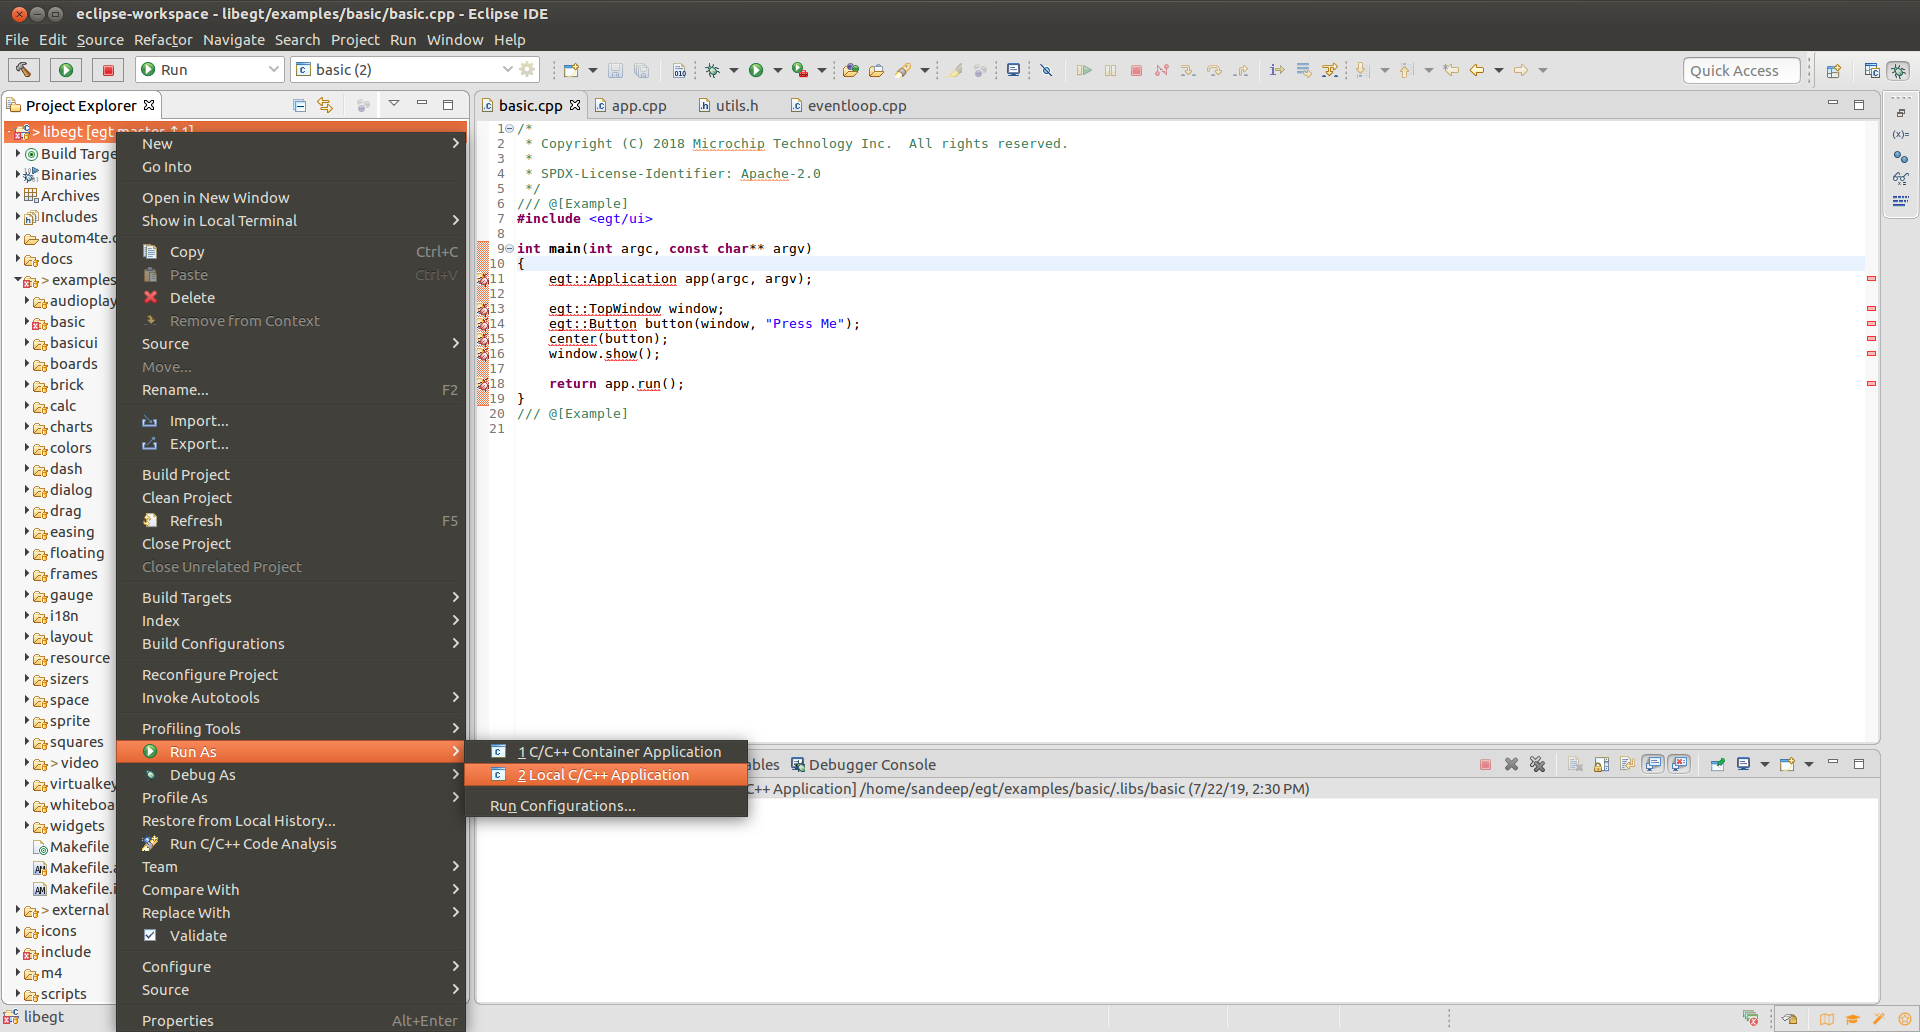 eclipse-workspace - libegt/examples/basic/basic.cpp - Eclipse IDE
File Edit Source Refactor Navigate Search Project Run Window Help
Run basic (2) Quick Access
Project Explorer
> libegt [egt master ↑1]
Build Targe
Binaries
Archives
Includes
autom4te.c
docs
> examples
audioplay
basic
basicui
boards
brick
calc
charts
colors
dash
dialog
drag
easing
floating
frames
gauge
i18n
layout
resource
sizers
space
sprite
squares
> video
virtualkey
whiteboa
widgets
Makefile
Makefile.a
Makefile.i
> external
icons
include
m4
scripts
libegt
New
Go Into
Open in New Window
Show in Local Terminal
Copy Ctrl+C
Paste Ctrl+V
Delete
Remove from Context
Source
Move...
Rename... F2
Import...
Export...
Build Project
Clean Project
Refresh F5
Close Project
Close Unrelated Project
Build Targets
Index
Build Configurations
Reconfigure Project
Invoke Autotools
Profiling Tools
Run As
Debug As
Profile As
Restore from Local History...
Run C/C++ Code Analysis
Team
Compare With
Replace With
Validate
Configure
Source
Properties Alt+Enter
1 C/C++ Container Application
2 Local C/C++ Application
Run Configurations...
basic.cpp app.cpp utils.h eventloop.cpp
1 /*
2 * Copyright (C) 2018 Microchip Technology Inc.  All rights reserved.
3 *
4 * SPDX-License-Identifier: Apache-2.0
5 */
6 /// @[Example]
7 #include <egt/ui>
8
9 int main(int argc, const char** argv)
10 {
11 egt::Application app(argc, argv);
12
13 egt::TopWindow window;
14 egt::Button button(window, "Press Me");
15 center(button);
16 window.show();
17
18 return app.run();
19 }
20 /// @[Example]
21
ables Debugger Console
C++ Application] /home/sandeep/egt/examples/basic/.libs/basic (7/22/19, 2:30 PM)